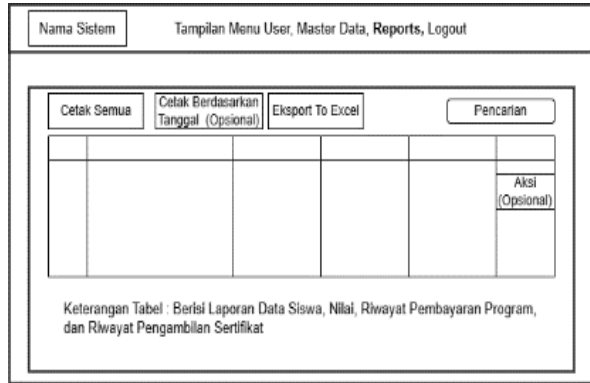 Nama Sistem
Tampilan Menu User, Master Data, Reports, Logout
Cetak Semua
Cetak Berdasarkan
Tanggal (Opsional)
Eksport To Excel
Pencarian
Aksi
(Opsional)
Keterangan Tabel : Berisi Laporan Data Siswa, Nilai, Riwayat Pembayaran Program,
dan Riwayat Pengambilan Sertifikat